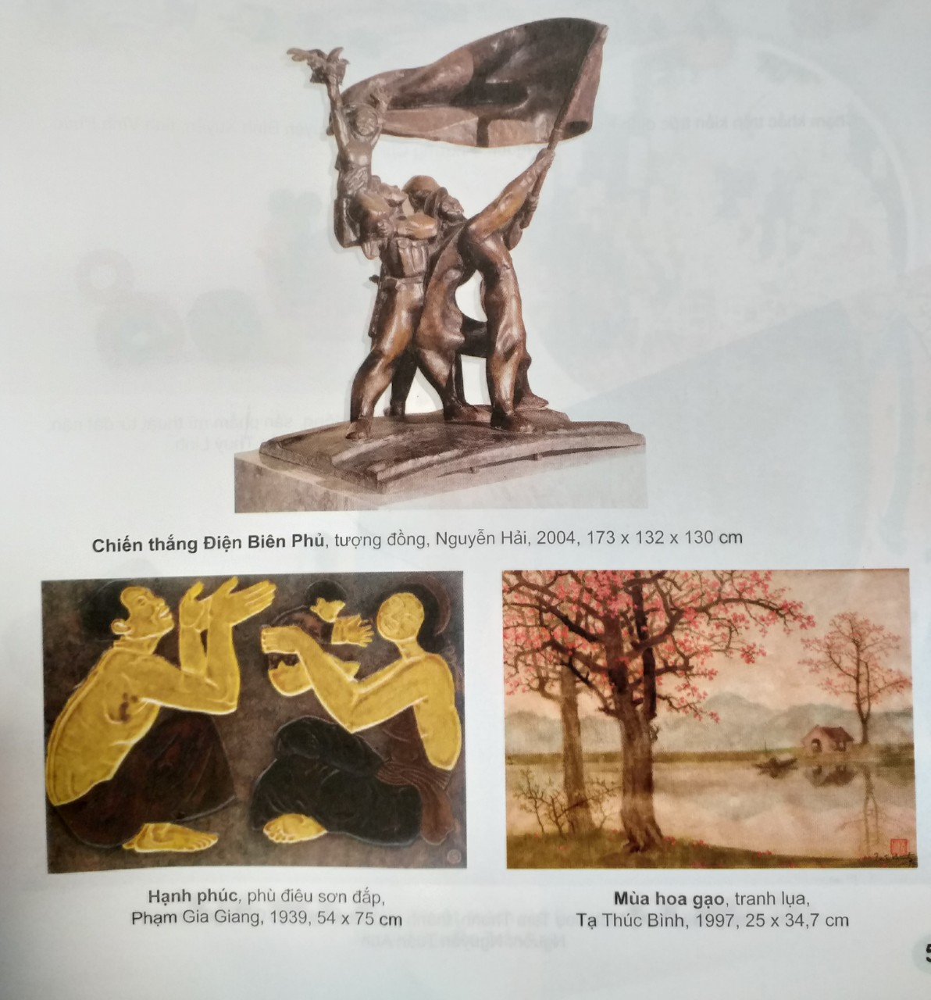 Chiến thắng Điện Biên Phủ, tượng đồng, Nguyễn Hải, 2004, 173 x 132 x 130 cm
Hạnh phúc, phù điêu sơn đắp,
Phạm Gia Giang, 1939, 54 x 75 cm
Mùa hoa gạo, tranh lụa,
Tạ Thúc Bình, 1997, 25 x 34,7 cm
5